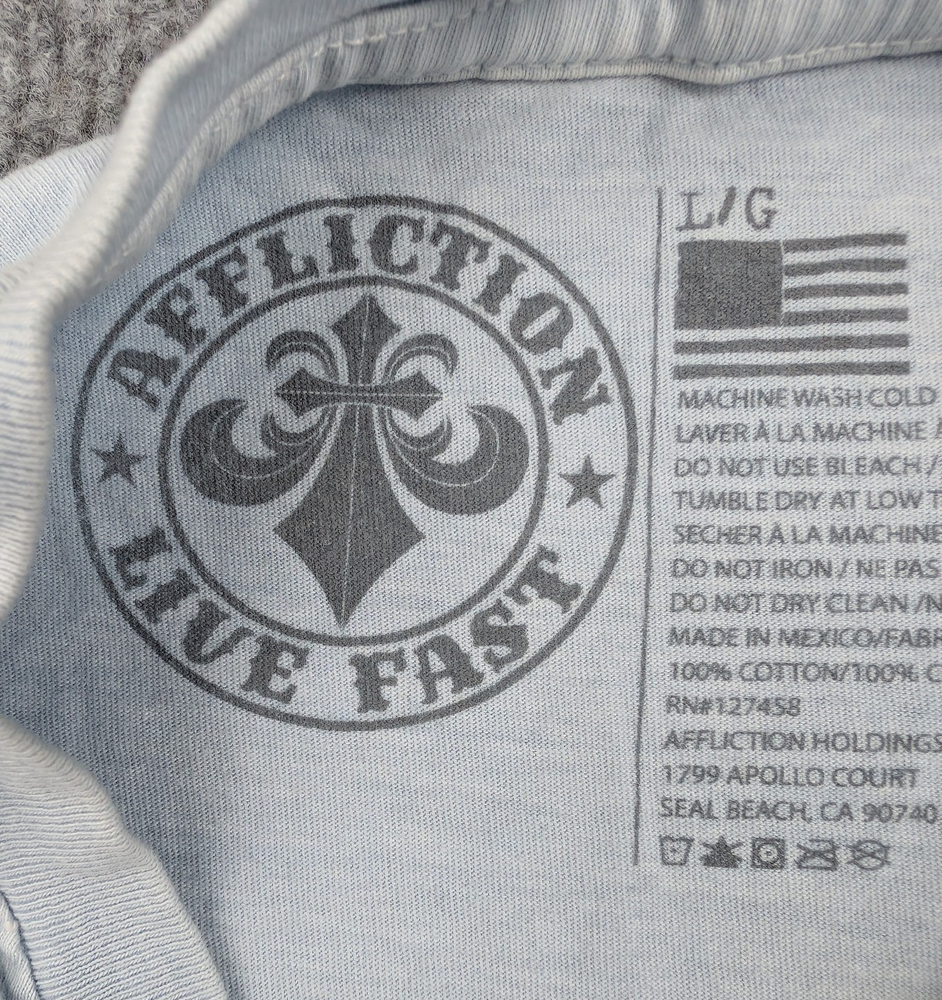 AFFLICTION
LIVE FAST
L/G
MACHINE WASH COLD
LAVER À LA MACHINE /
DO NOT USE BLEACH /
TUMBLE DRY AT LOW T
SECHER À LA MACHINE
DO NOT IRON / NE PAS
DO NOT DRY CLEAN /N
MADE IN MEXICO/FABR
100% COTTON/100% C
RN#127458
AFFLICTION HOLDINGS
1799 APOLLO COURT
SEAL BEACH, CA 90740